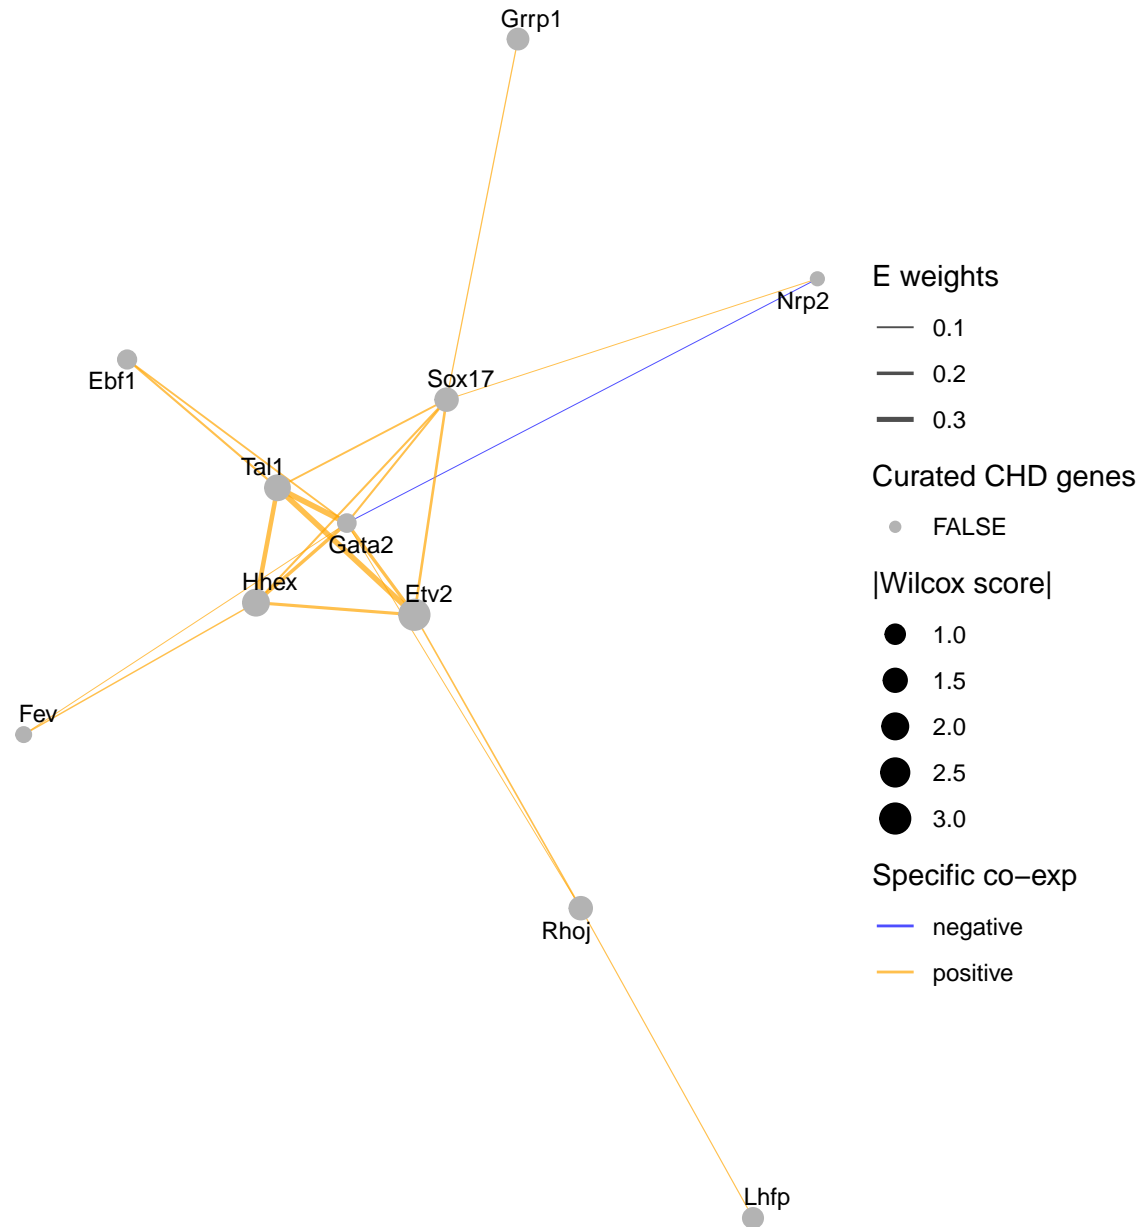 Grrp1
Nrp2
Ebf1
Sox17
Tal1
Gata2
Hhex
Etv2
Fev
Rhoj
Lhfp
E weights
0.1
0.2
0.3
Curated CHD genes
FALSE
|Wilcox score|
1.0
1.5
2.0
2.5
3.0
Specific co−exp
negative
positive